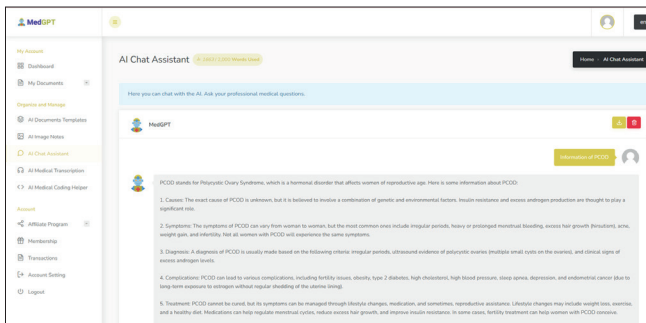 MedGPT
en
My Account
Dashboard
My Documents
Organise and Manage
AI Documents Templates
AI Image Notes
AI Chat Assistant
AI Medical Transcription
AI Medical Coding Helper
Account
Affiliate Program
Membership
Transactions
Account Setting
Logout
AI Chat Assistant
Words Used
Home - AI Chat Assistant
Here you can chat with the AI. Ask your professional medical questions.
MedGPT
Information of PCOD
PCOD stands for Polycystic Ovary Syndrome, which is a hormonal disorder that affects women of reproductive age. Here is some information about PCOD:
1. Causes: The exact cause of PCOD is unknown, but it is believed to involve a combination of genetic and environmental factors. Insulin resistance and excess androgen production are thought to play a
significant role.
2. Symptoms: The symptoms of PCOD can vary from woman to woman, but the most common ones include irregular periods, heavy or prolonged menstrual bleeding, excess hair growth (hirsutism), acne,
weight gain, and infertility. Not all women with PCOD will experience the same symptoms.
3. Diagnosis: A diagnosis of PCOD is usually made based on the following criteria: irregular periods, ultrasound evidence of polycystic ovaries (multiple small cysts on the ovaries), and clinical signs of
excess androgen levels.
4. Complications: PCOD can lead to various complications, including fertility issues, obesity, type 2 diabetes, high cholesterol, high blood pressure, sleep apnea, depression, and endometrial cancer (due to
long-term exposure to estrogen without regular shedding of the uterine lining).
5. Treatment: PCOD cannot be cured, but its symptoms can be managed through lifestyle changes, medication, and sometimes, reproductive assistance. Lifestyle changes may include weight loss, exercise,
and a healthy diet. Medications can help regulate menstrual cycles, reduce excess hair growth, and improve insulin resistance. In some cases, fertility treatment can help women with PCOD conceive.